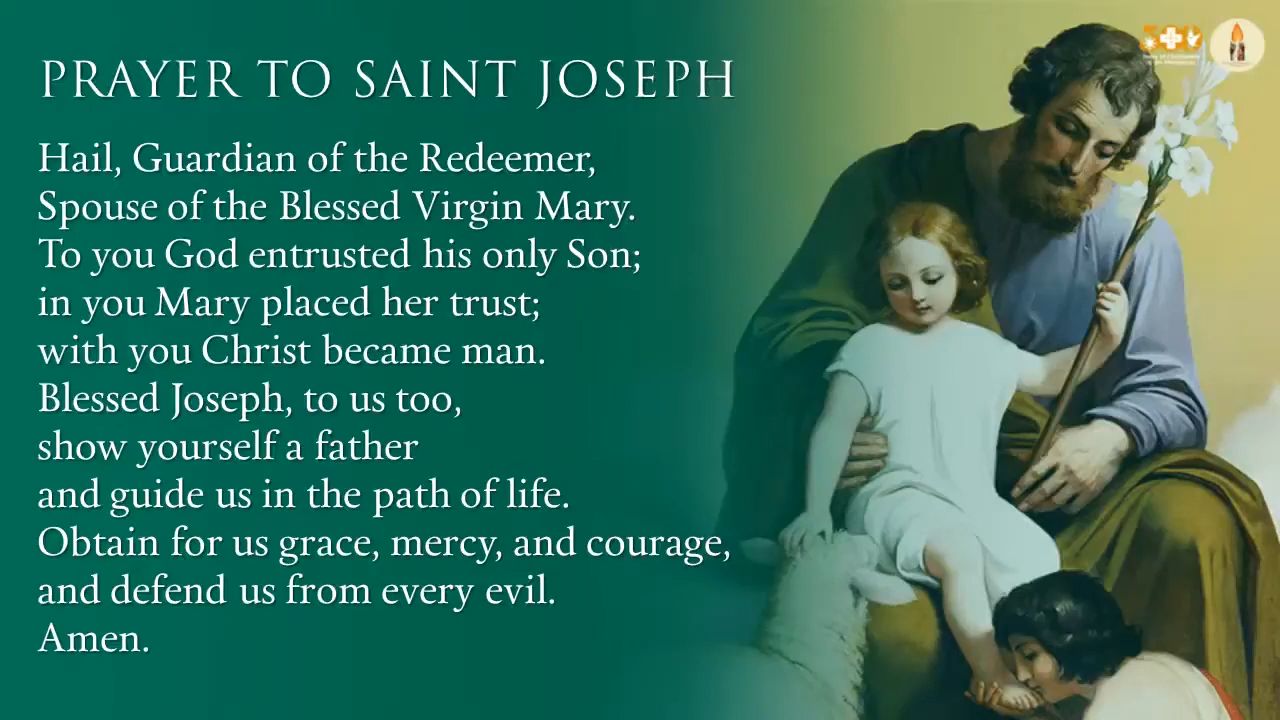 PRAYER TO SAINT JOSEPH
Hail, Guardian of the Redeemer,
Spouse of the Blessed Virgin Mary.
To you God entrusted his only Son;
in you Mary placed her trust;
with you Christ became man.
Blessed Joseph, to us too,
show yourself a father
and guide us in the path of life.
Obtain for us grace, mercy, and courage,
and defend us from every evil.
Amen.